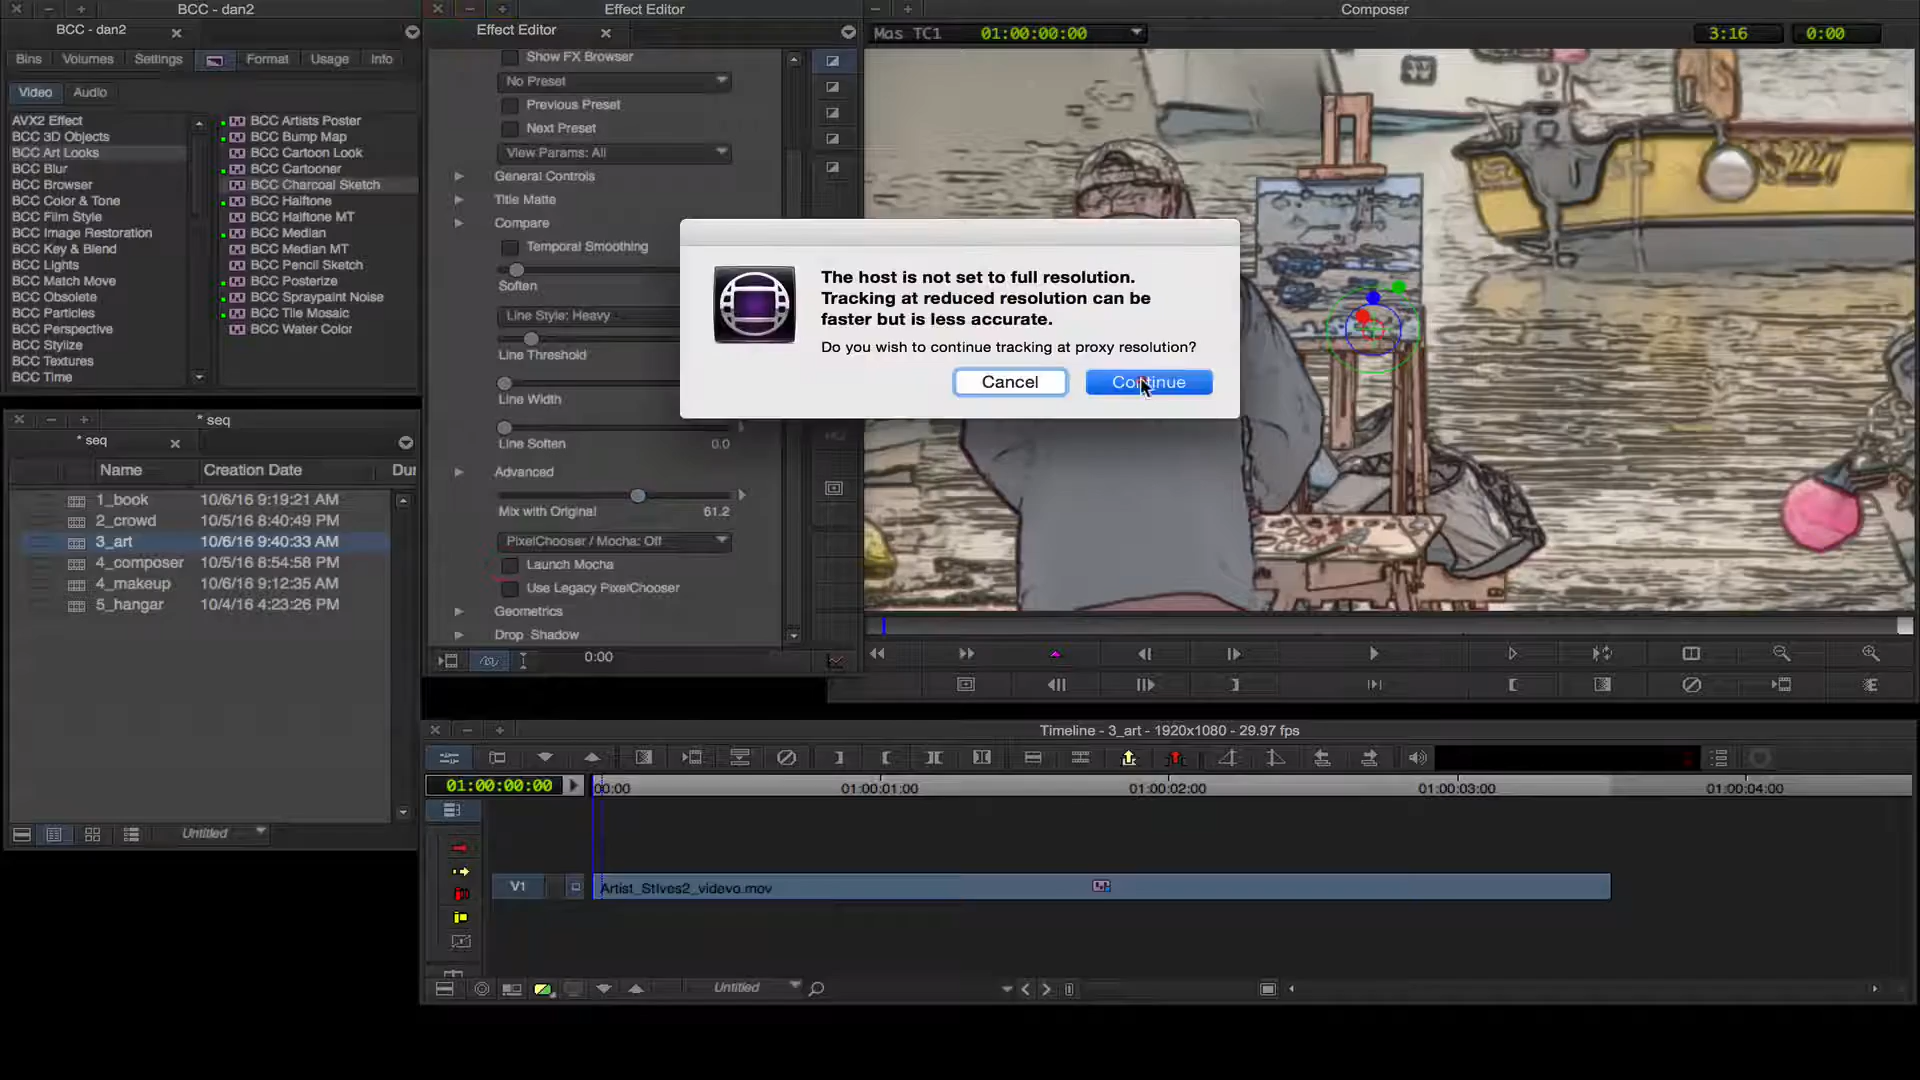 BCC - dan2
Effect Editor
Composer
BCC - dan2
Effect Editor
Mas TC1
01:00:00:00
3:16
0:00
Bins
Volumes
Settings
Format
Usage
Info
Video
Audio
AVX2 Effect
BCC 3D Objects
BCC Art Looks
BCC Blur
BCC Browser
BCC Color & Tone
BCC Film Style
BCC Image Restoration
BCC Key & Blend
BCC Lights
BCC Match Move
BCC Obsolete
BCC Particles
BCC Perspective
BCC Stylize
BCC Textures
BCC Time
BCC Artists Poster
BCC Bump Map
BCC Cartoon Look
BCC Cartooner
BCC Charcoal Sketch
BCC Halftone
BCC Halftone MT
BCC Median
BCC Median MT
BCC Pencil Sketch
BCC Posterize
BCC Spraypaint Noise
BCC Tile Mosaic
BCC Water Color
Show FX Browser
No Preset
Previous Preset
Next Preset
View Params: All
General Controls
Title Matte
Compare
Temporal Smoothing
Soften
Line Style: Heavy
Line Threshold
Line Width
Line Soften
0.0
Advanced
Mix with Original
61.2
PixelChooser / Mocha: Off
Launch Mocha
Use Legacy PixelChooser
Geometrics
Drop Shadow
0:00
The host is not set to full resolution.
Tracking at reduced resolution can be
faster but is less accurate.
Do you wish to continue tracking at proxy resolution?
Cancel
Continue
* seq
* seq
Name
Creation Date
Dur
1_book
10/6/16 9:19:21 AM
2_crowd
10/5/16 8:40:49 PM
3_art
10/6/16 9:40:33 AM
4_composer
10/5/16 8:54:58 PM
4_makeup
10/6/16 9:12:35 AM
5_hangar
10/4/16 4:23:26 PM
Untitled
Timeline - 3_art - 1920x1080 - 29.97 fps
01:00:00:00
00:00
01:00:01:00
01:00:02:00
01:00:03:00
01:00:04:00
V1
Artist_StIves2_videvo.mov
Untitled